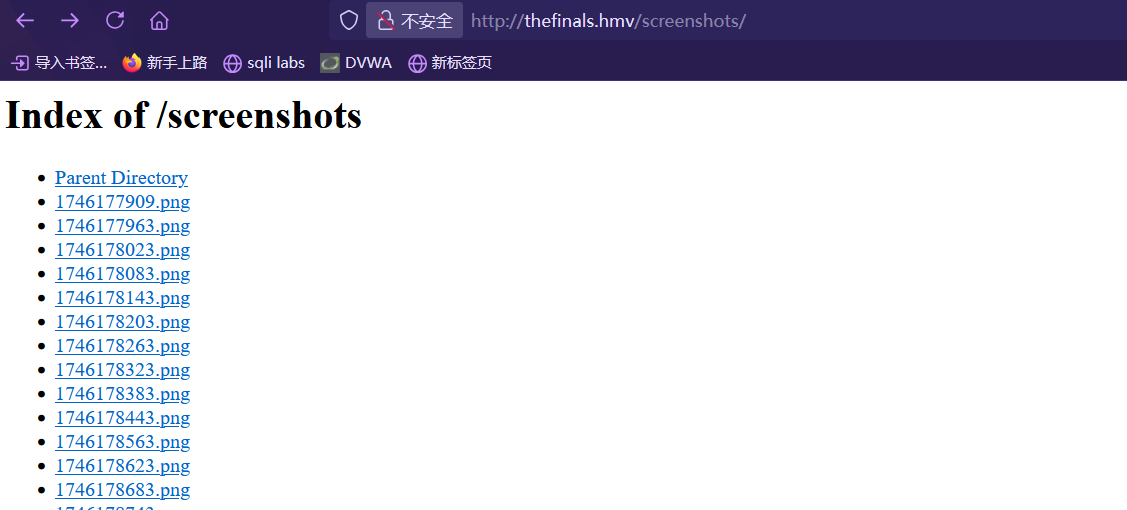 不安全 http://thefinals.hmv/screenshots/
导入书签... 新手上路 sqli labs DVWA 新标签页
Index of /screenshots
Parent Directory
1746177909.png
1746177963.png
1746178023.png
1746178083.png
1746178143.png
1746178203.png
1746178263.png
1746178323.png
1746178383.png
1746178443.png
1746178563.png
1746178623.png
1746178683.png